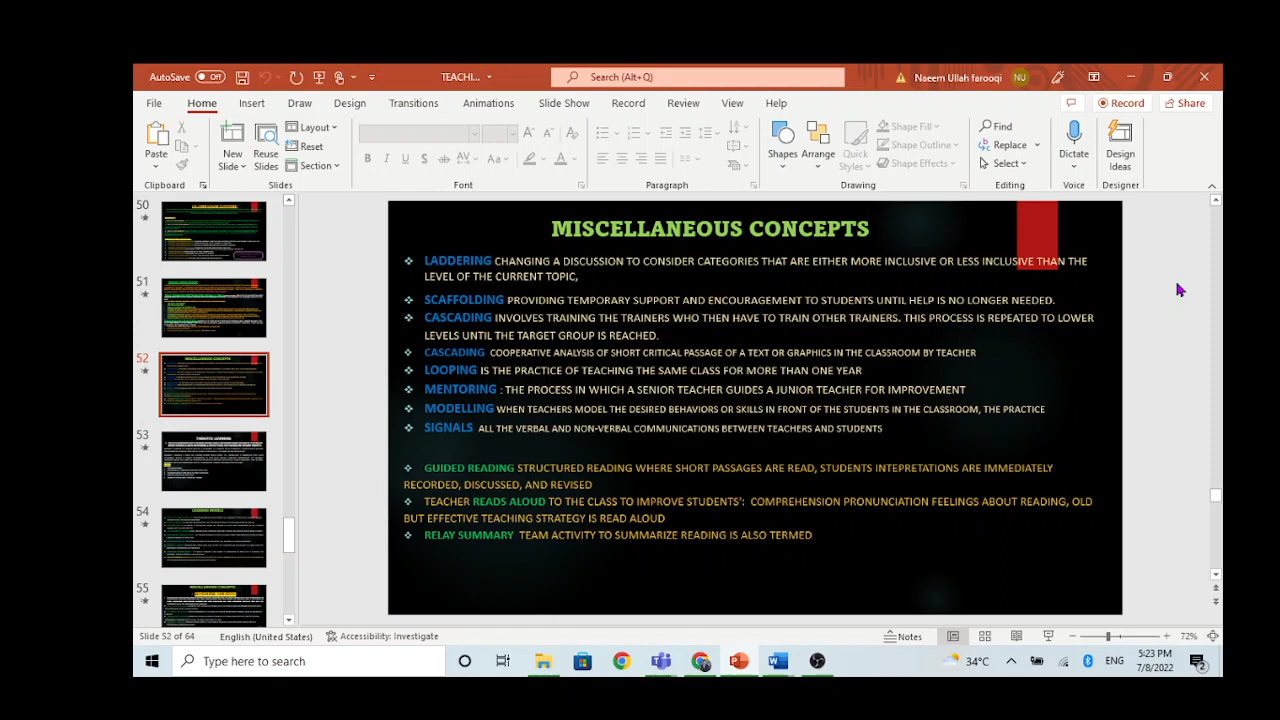 AutoSave Off TEACHI... Search (Alt+Q) Naeem Ullah farooqi NU
File Home Insert Draw Design Transitions Animations Slide Show Record Review View Help Record Share
Paste New Slide Reuse Slides Layout Reset Section B I U S ab AV Aa A Shapes Arrange Quick Styles Shape Fill Shape Outline Shape Effects Find Replace Select Dictate Design Ideas
Clipboard Slides Font Paragraph Drawing Editing Voice Designer
50
51
52
53
54
55
MISCELLANEOUS CONCEPTS
❖ LADDERING CHANGING A DISCUSSION TO CONSIDER CATEGORIES THAT ARE EITHER MORE INCLUSIVE OR LESS INCLUSIVE THAN THE
LEVEL OF THE CURRENT TOPIC,
❖ SCAFFOLDING PROVIDING TEMPORARY SUPPORT AND ENCOURAGEMENT TO STUDENTS UNTIL HELP IS NO LONGER NEEDED
❖ CASCADING INVOLVES TRAINING THE TRAINERS WHO THEN HAVE TO TRAIN OTHER TRAINERS. THIS PROCESS IS REPEATED TO LOWER
LEVELS UNTIL THE TARGET GROUP IS REACHED.
❖ CASCADING COOPERATIVE ANALYSIS OF SHORT VISUAL PASSAGE OF A TEXT OR GRAPHICS IN THE CLASSROOM BY TEACHER
❖ LOOPING IS THE PRACTICE OF TEACHING THE SAME CLASS FOR MORE THAN ONE YEAR
❖ MENTORING : THE PROCESS IN WHICH A WISE PERSON GUIDES YOU IN TEACHING ENVIRONMENT
❖ MODELLING WHEN TEACHERS MODEL THE DESIRED BEHAVIORS OR SKILLS IN FRONT OF THE STUDENTS IN THE CLASSROOM, THE PRACTICE
❖ SIGNALS ALL THE VERBAL AND NON-VERBAL COMMUNICATIONS BETWEEN TEACHERS AND STUDENTS
❖ GUIDED READING STRUCTURED READING WHERE SHORT PASSAGES ARE READ, STUDENTS INTERPRETATIONS ARE IMMEDIATELY
RECORDED, DISCUSSED, AND REVISED
❖ TEACHER READS ALOUD TO THE CLASS TO IMPROVE STUDENTS': COMPREHENSION PRONUNCIATION FEELINGS ABOUT READING, OLD
BUT EFFECTIVE TEACHING STRATEGY IS READ ALOUD
❖ RELAY SUMMARY TEAM ACTIVITY TO SUMMARIZE READING IS ALSO TERMED
Slide 52 of 64 English (United States) Accessibility: Investigate Notes 72%
Type here to search 34°C ENG 5:23 PM
7/8/2022 2